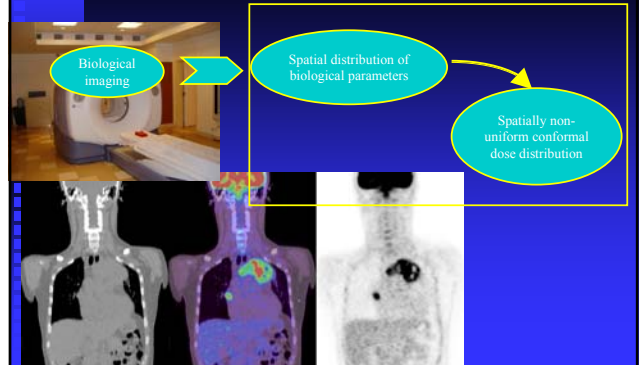 Biological
imaging
Spatial distribution of
biological parameters
Spatially non-
uniform conformal
dose distribution